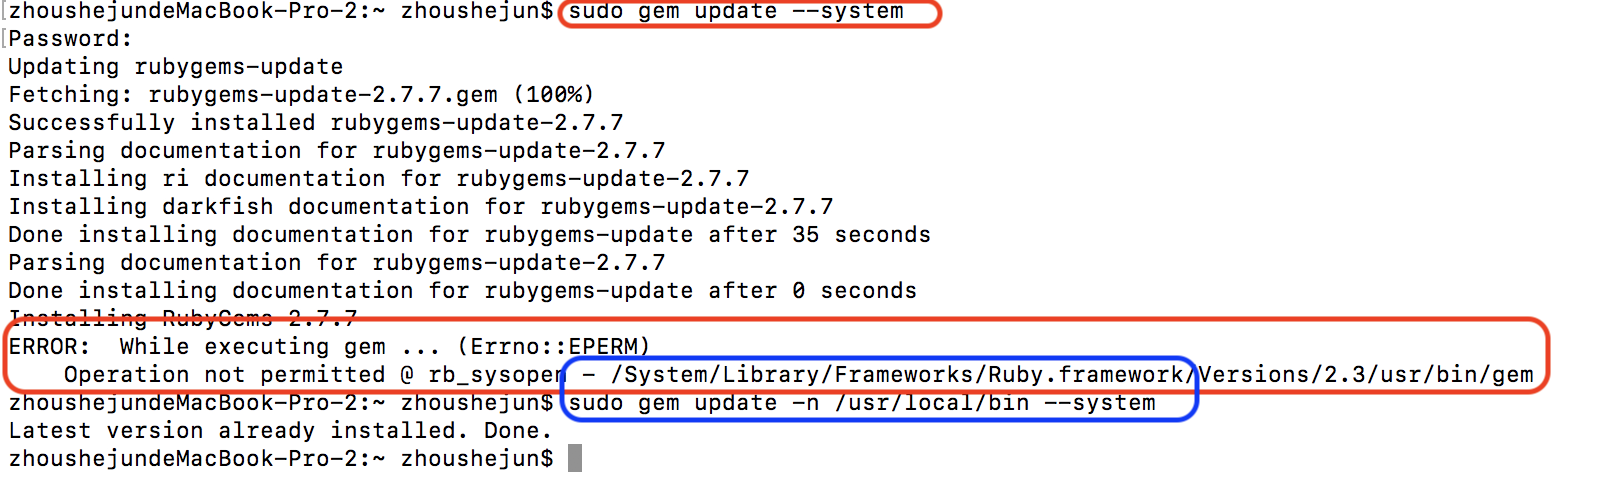 zhoushejundeMacBook-Pro-2:~ zhoushejun$ sudo gem update --system
Password:
Updating rubygems-update
Fetching: rubygems-update-2.7.7.gem (100%)
Successfully installed rubygems-update-2.7.7
Parsing documentation for rubygems-update-2.7.7
Installing ri documentation for rubygems-update-2.7.7
Installing darkfish documentation for rubygems-update-2.7.7
Done installing documentation for rubygems-update after 35 seconds
Parsing documentation for rubygems-update-2.7.7
Done installing documentation for rubygems-update after 0 seconds
Installing RubyGems 2.7.7
ERROR:  While executing gem ... (Errno::EPERM)
    Operation not permitted @ rb_sysopen - /System/Library/Frameworks/Ruby.framework/Versions/2.3/usr/bin/gem
zhoushejundeMacBook-Pro-2:~ zhoushejun$ sudo gem update -n /usr/local/bin --system
Latest version already installed. Done.
zhoushejundeMacBook-Pro-2:~ zhoushejun$